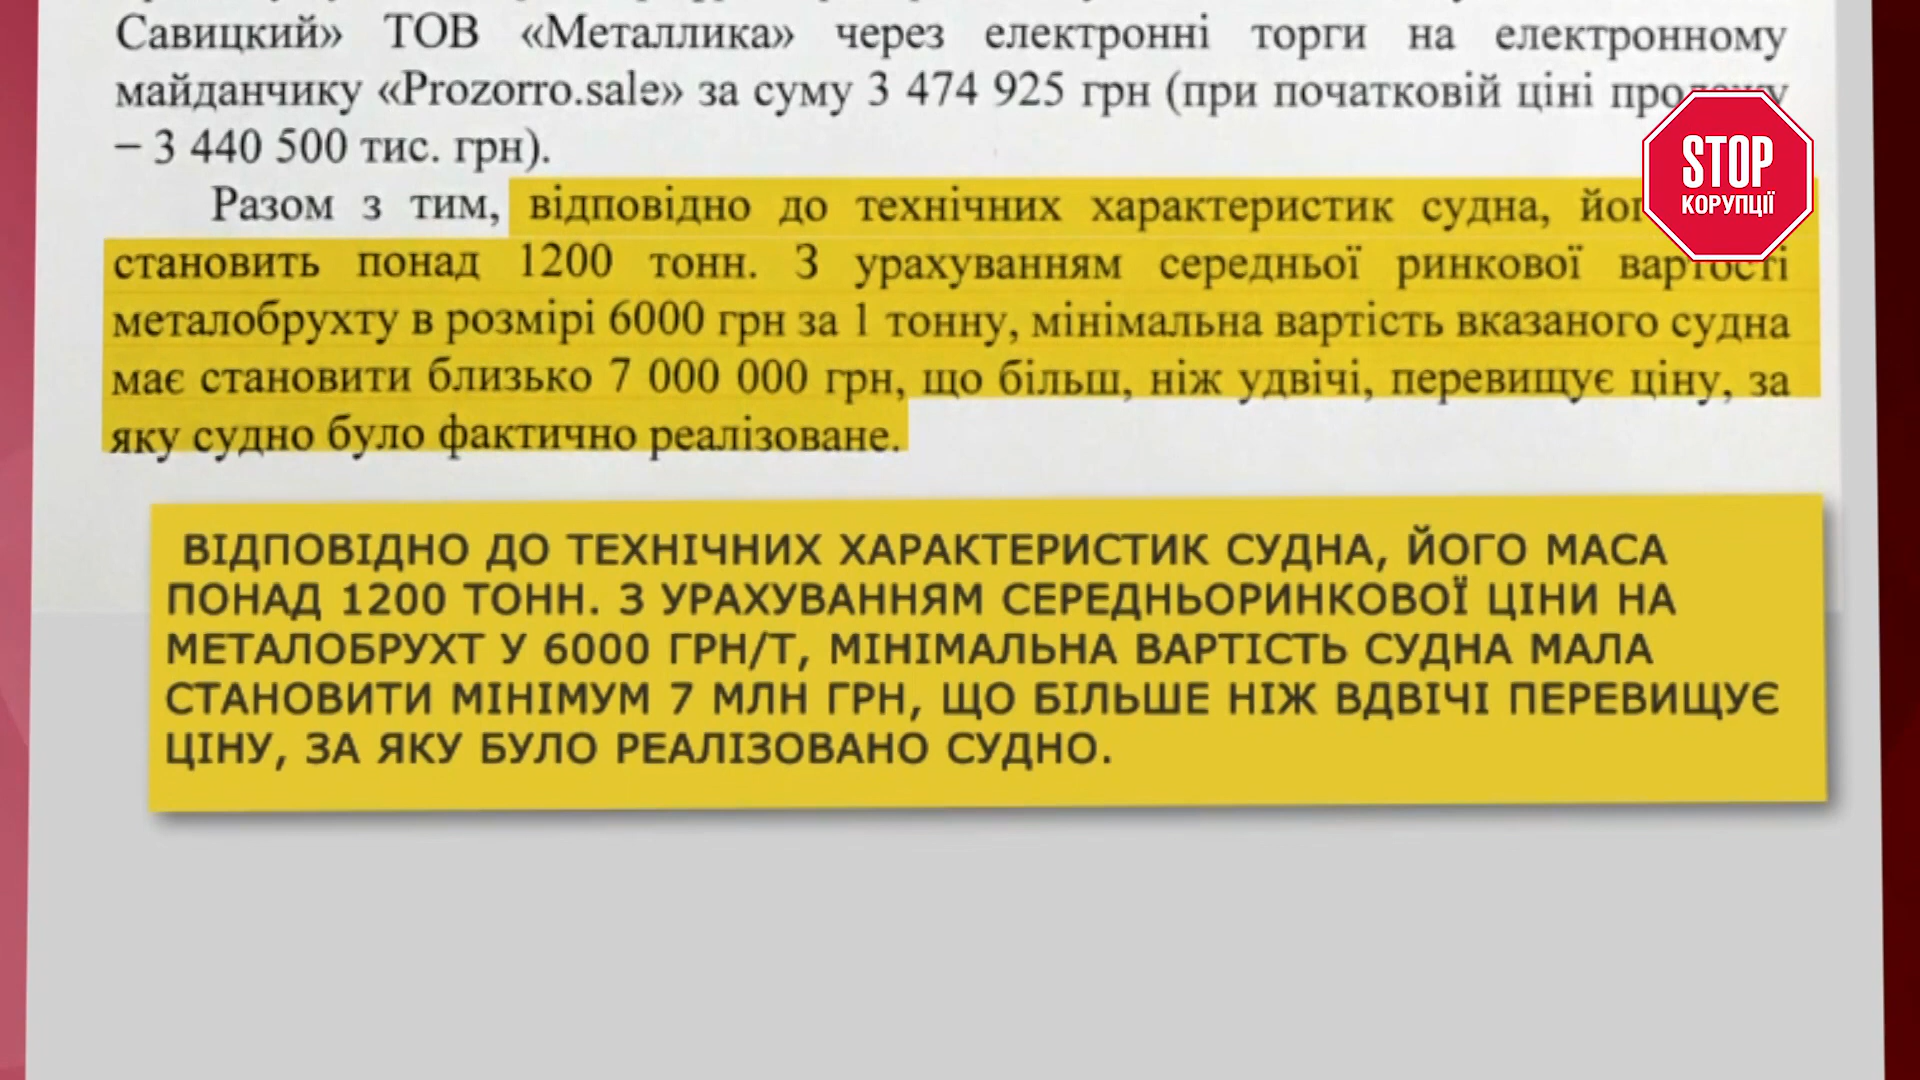 Савицкий» ТОВ «Металлика» через електронні торги на електронному
майданчику «Prozorro.sale» за суму 3 474 925 грн (при початковій ціні продажу
– 3 440 500 тис. грн).
Разом з тим, відповідно до технічних характеристик судна, його
становить понад 1200 тонн. З урахуванням середньої ринкової вартості
металобрухту в розмірі 6000 грн за 1 тонну, мінімальна вартість вказаного судна
має становити близько 7 000 000 грн, що більш, ніж удвічі, перевищує ціну, за
яку судно було фактично реалізоване.
STOP
КОРУПЦІЇ
ВІДПОВІДНО ДО ТЕХНІЧНИХ ХАРАКТЕРИСТИК СУДНА, ЙОГО МАСА
ПОНАД 1200 ТОНН. З УРАХУВАННЯМ СЕРЕДНЬОРИНКОВОЇ ЦІНИ НА
МЕТАЛОБРУХТ У 6000 ГРН/Т, МІНІМАЛЬНА ВАРТІСТЬ СУДНА МАЛА
СТАНОВИТИ МІНІМУМ 7 МЛН ГРН, ЩО БІЛЬШЕ НІЖ ВДВІЧІ ПЕРЕВИЩУЄ
ЦІНУ, ЗА ЯКУ БУЛО РЕАЛІЗОВАНО СУДНО.